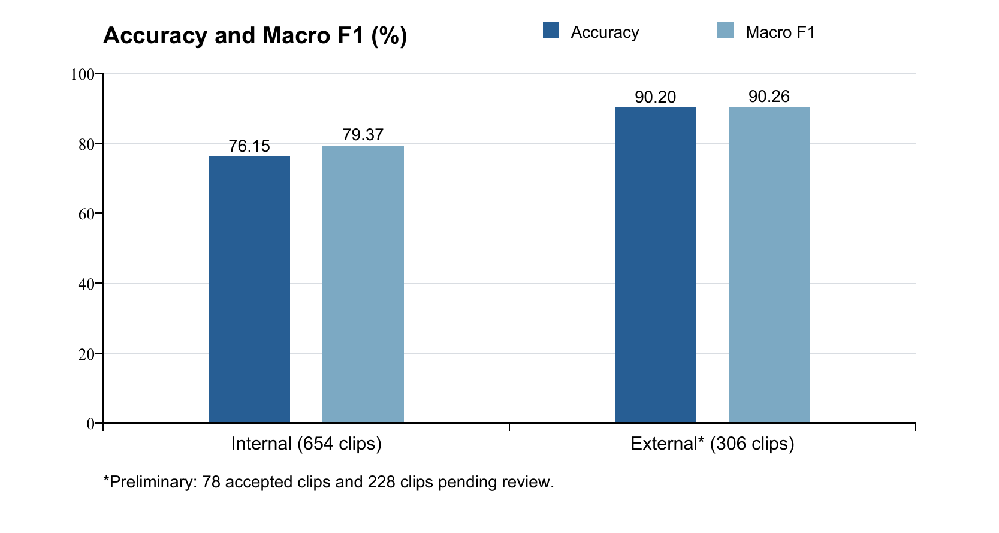 Accuracy and Macro F1 (%)
Accuracy
Macro F1
100
80
60
40
20
0
76.15
79.37
90.20
90.26
Internal (654 clips)
External* (306 clips)
*Preliminary: 78 accepted clips and 228 clips pending review.